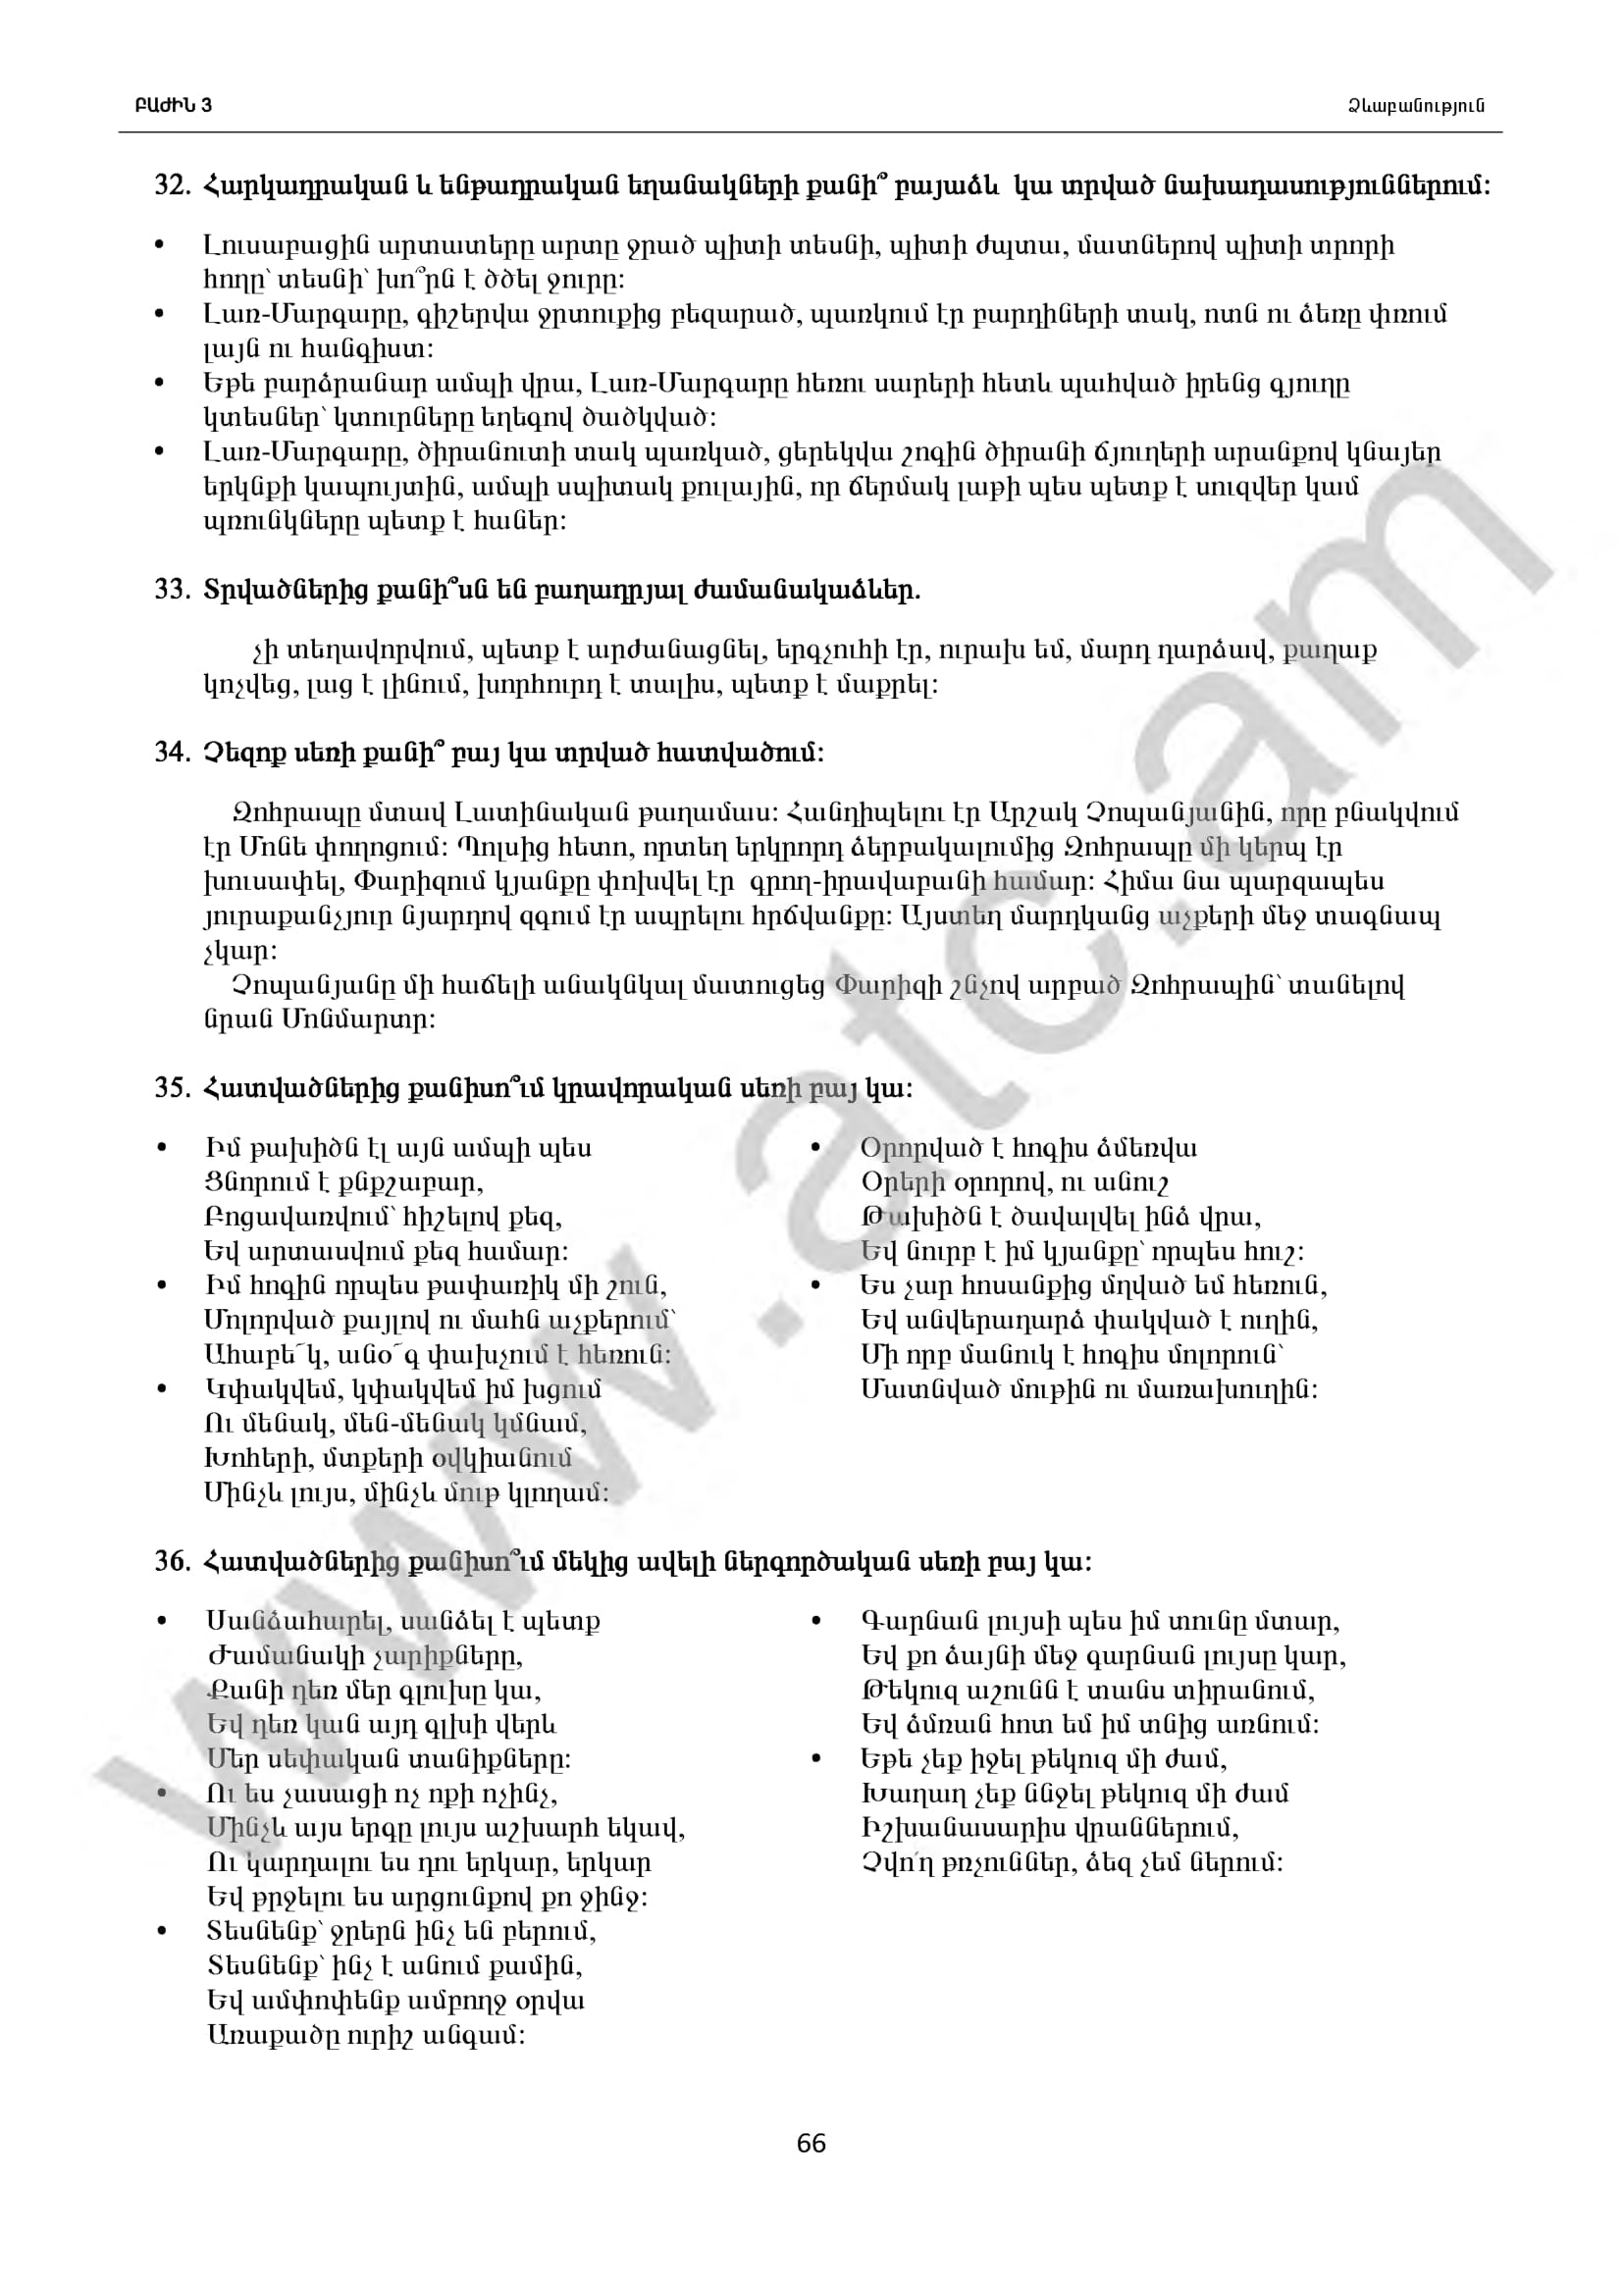 ԲԱԺԻՆ 3
Ձևաբանություն
32. Հարկադրական և ենթադրական եղանակների քանի՞ բայաձև կա տրված նախադասություններում:
• Լուսաբացին արտատերը արտը ջրած պիտի տեսնի, պիտի ժպտա, մատներով պիտի տրորի
հողը՝ տեսնի՝ խո՞րն է ծծել ջուրը:
• Լառ-Մարգարը, գիշերվա ջրտուքից բեզարած, պառկում էր բարդիների տակ, ոտն ու ձեռը փռում
լայն ու հանգիստ:
• Եթե բարձրանար ամպի վրա, Լառ-Մարգարը հեռու սարերի հետև պահված իրենց գյուղը
կտեսներ՝ կտուրները եղեգով ծածկված:
• Լառ-Մարգարը, ծիրանուտի տակ պառկած, ցերեկվա շոգին ծիրանի ճյուղերի արանքով կնայեր
երկնքի կապույտին, ամպի սպիտակ քուլային, որ ճերմակ լաթի պես պետք է սուզվեր կամ
պռունկները պետք է հաներ:
33. Տրվածներից քանի՞սն են բաղադրյալ ժամանակաձևեր.
չի տեղավորվում, պետք է արժանացնել, երգչուհի էր, ուրախ եմ, մարդ դարձավ, քաղաք
կոչվեց, լաց է լինում, խորհուրդ է տալիս, պետք է մաքրել:
34. Չեզոք սեռի քանի՞ բայ կա տրված հատվածում:
Զոհրապը մտավ Լատինական թաղամաս: Հանդիպելու էր Արշակ Չոպանյանին, որը բնակվում
էր Մոնե փողոցում: Պոլսից հետո, որտեղ երկրորդ ձերբակալումից Զոհրապը մի կերպ էր
խուսափել, Փարիզում կյանքը փոխվել էր գրող-իրավաբանի համար: Հիմա նա պարզապես
յուրաքանչյուր նյարդով զգում էր ապրելու հրճվանքը: Այստեղ մարդկանց աչքերի մեջ տագնապ
չկար:
Չոպանյանը մի հաճելի անակնկալ մատուցեց Փարիզի շնչով արբած Զոհրապին՝ տանելով
նրան Մոնմարտր:
35. Հատվածներից քանիսո՞ւմ կրավորական սեռի բայ կա:
• Իմ թախիծն էլ այն ամպի պես
Ցնորում է քնքշաբար,
Բոցավառվում՝ հիշելով քեզ,
Եվ արտասվում քեզ համար:
• Իմ հոգին որպես թափառիկ մի շուն,
Մոլորված քայլով ու մահն աչքերում՝
Ահաբե՜կ, անօ՜գ փախչում է հեռուն:
• Կփակվեմ, կփակվեմ իմ խցում
Ու մենակ, մեն-մենակ կմնամ,
Խոհերի, մտքերի օվկիանում
Մինչև լույս, մինչև մութ կլողամ:
• Օրորված է հոգիս ձմեռվա
Օրերի օրորով, ու անուշ
Թախիծն է ծավալվել ինձ վրա,
Եվ նուրբ է իմ կյանքը՝ որպես հուշ:
• Ես չար հոսանքից մղված եմ հեռուն,
Եվ անվերադարձ փակված է ուղին,
Մի որբ մանուկ է հոգիս մոլորուն՝
Մատնված մութին ու մառախուղին:
36. Հատվածներից քանիսո՞ւմ մեկից ավելի ներգործական սեռի բայ կա:
• Սանձահարել, սանձել է պետք
Ժամանակի չարիքները,
Քանի դեռ մեր գլուխը կա,
Եվ դեռ կան այդ գլխի վերև
Մեր սեփական տանիքները:
• Ու ես չասացի ոչ ոքի ոչինչ,
Մինչև այս երգը լույս աշխարհ եկավ,
Ու կարդալու ես դու երկար, երկար
Եվ թրջելու ես արցունքով քո ջինջ:
• Տեսնենք՝ ջրերն ինչ են բերում,
Տեսնենք՝ ինչ է անում քամին,
Եվ ամփոփենք ամբողջ օրվա
Առաքածը ուրիշ անգամ:
• Գարնան լույսի պես իմ տունը մտար,
Եվ քո ձայնի մեջ գարնան լույսը կար,
Թեկուզ աշունն է տանս տիրանում,
Եվ ձմռան հոտ եմ իմ տնից առնում:
• Եթե չեք իջել թեկուզ մի ժամ,
Խաղաղ չեք ննջել թեկուզ մի ժամ
Իշխանասարիս վրաններում,
Չվո՛ղ թռչուններ, ձեզ չեմ ներում:
66
www.atc.am